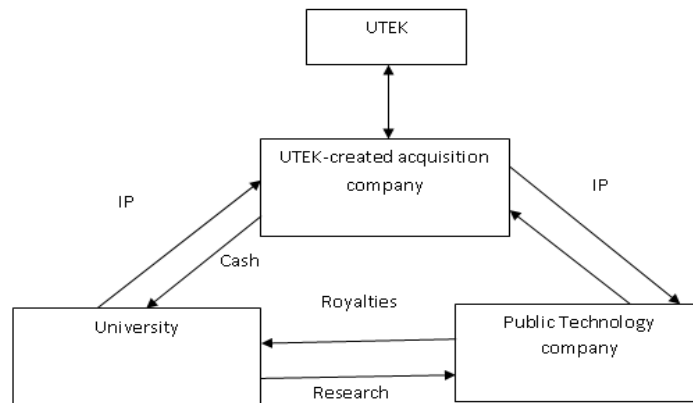 UTEK
UTEK-created acquisition
company
IP
IP
Cash
Royalties
University
Public Technology
company
Research